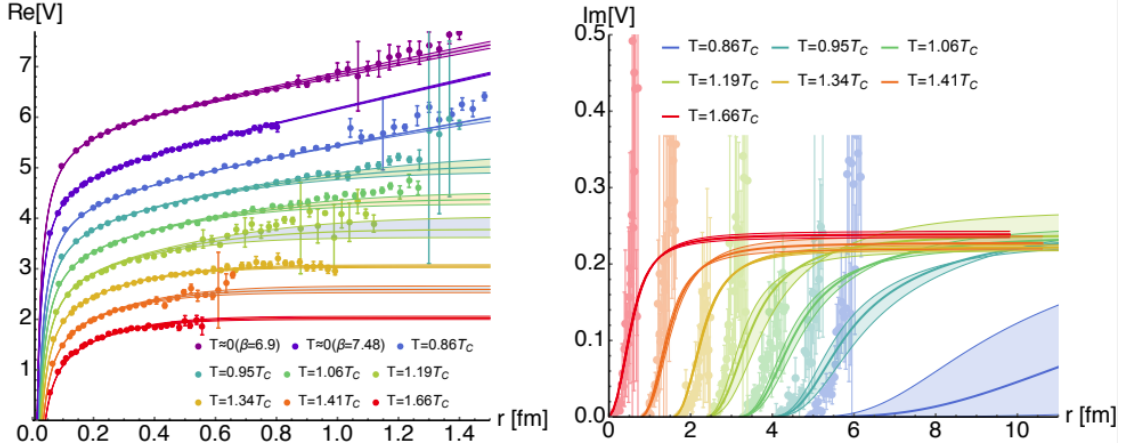 Re[V]
7
6
5
4
3
2
1
0
0.0 0.2 0.4 0.6 0.8 1.0 1.2 1.4 r [fm]
T≈0(β=6.9) T≈0(β=7.48) T=0.86T_C
T=0.95T_C T=1.06T_C T=1.19T_C
T=1.34T_C T=1.41T_C T=1.66T_C
Im[V]
0.5
0.4
0.3
0.2
0.1
0.0
0 2 4 6 8 10 r [fm]
T=0.86T_C T=0.95T_C T=1.06T_C
T=1.19T_C T=1.34T_C T=1.41T_C
T=1.66T_C